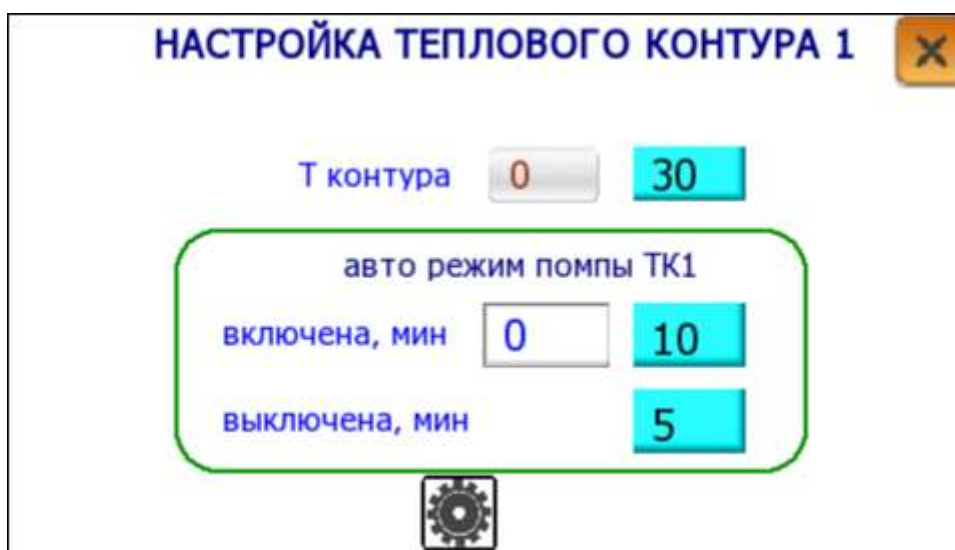 НАСТРОЙКА ТЕПЛОВОГО КОНТУРА 1
Т контура 0 30
авто режим помпы ТК1
включена, мин 0 10
выключена, мин 5